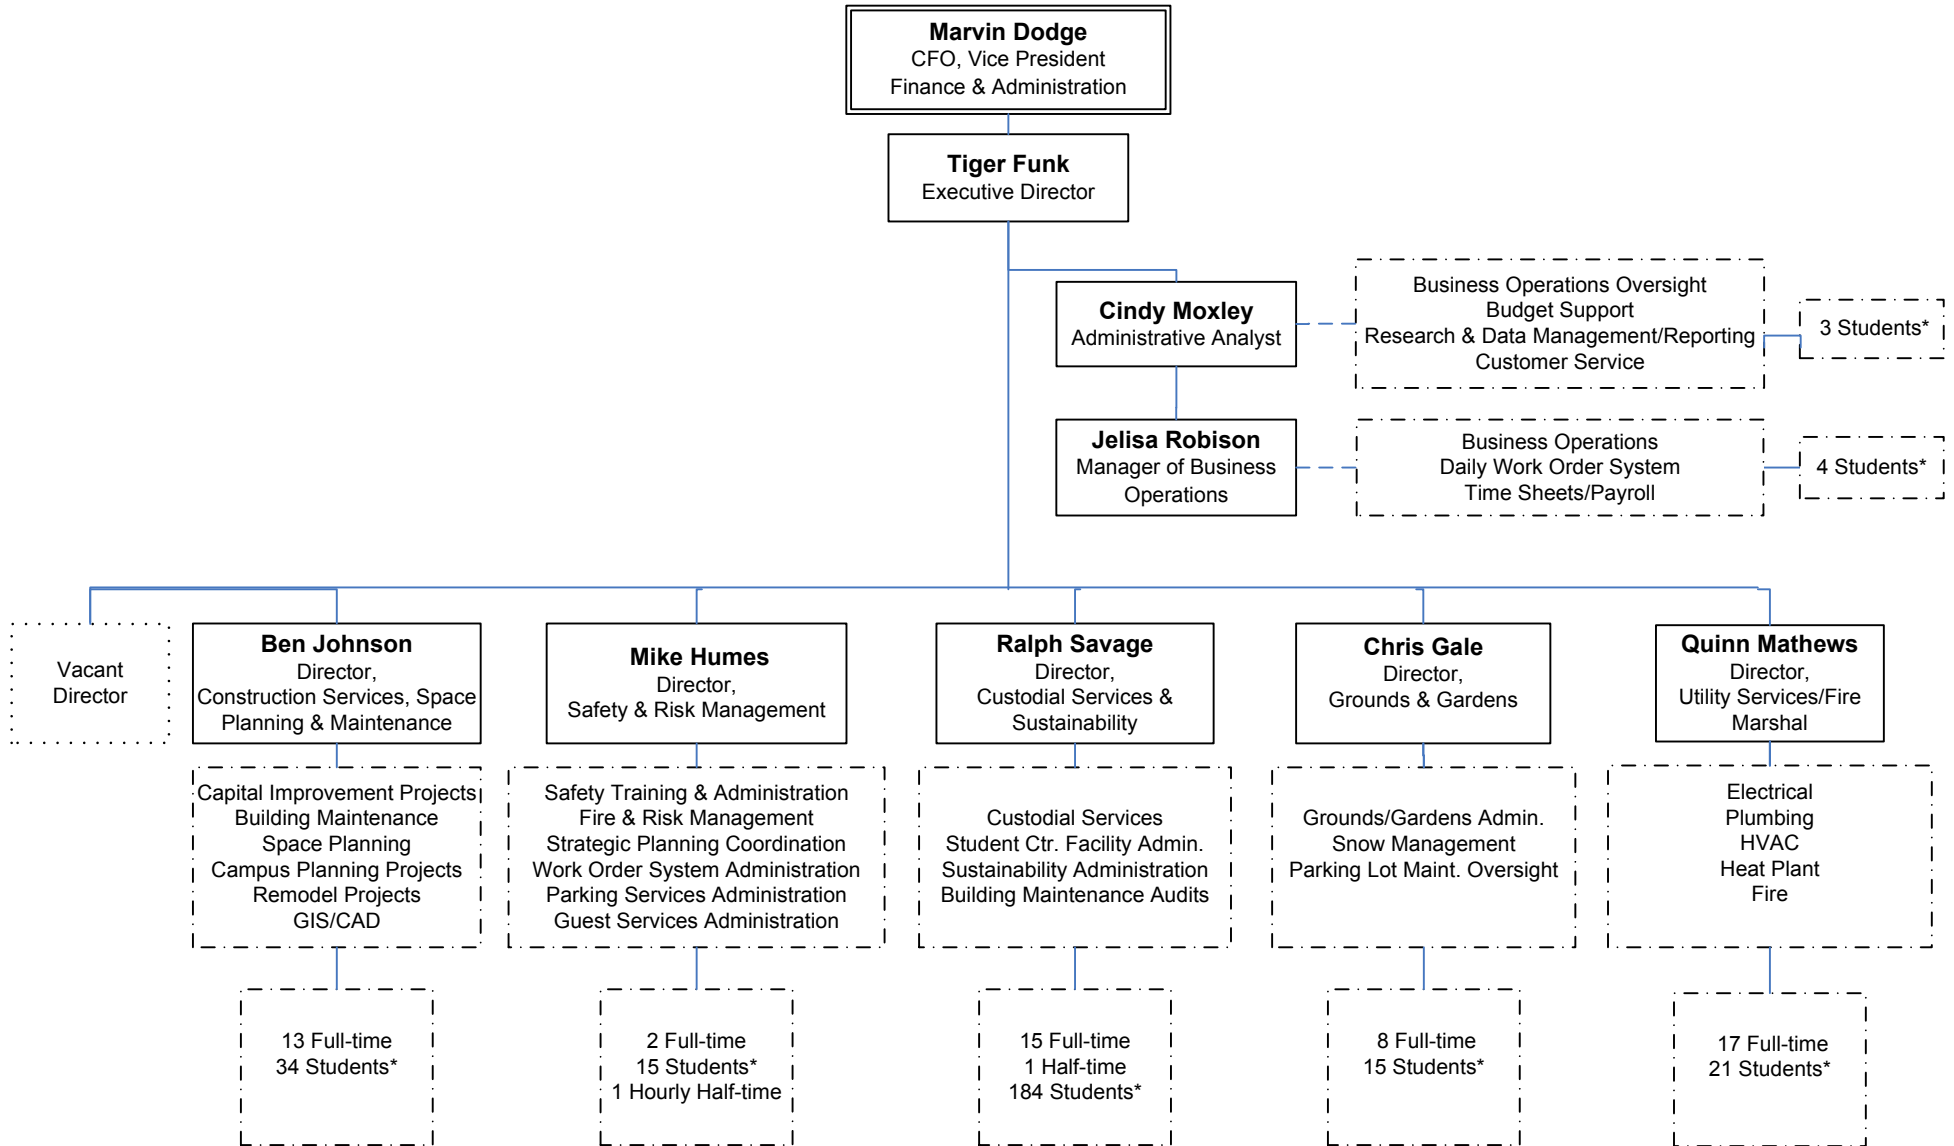 Marvin Dodge
CFO, Vice President
Finance & Administration
Tiger Funk
Executive Director
Cindy Moxley
Administrative Analyst
Business Operations Oversight
Budget Support
Research & Data Management/Reporting
Customer Service
3 Students*
Jelisa Robison
Manager of Business
Operations
Business Operations
Daily Work Order System
Time Sheets/Payroll
4 Students*
Vacant
Director
Ben Johnson
Director,
Construction Services, Space
Planning & Maintenance
Mike Humes
Director,
Safety & Risk Management
Ralph Savage
Director,
Custodial Services &
Sustainability
Chris Gale
Director,
Grounds & Gardens
Quinn Mathews
Director,
Utility Services/Fire
Marshal
Capital Improvement Projects
Building Maintenance
Space Planning
Campus Planning Projects
Remodel Projects
GIS/CAD
Safety Training & Administration
Fire & Risk Management
Strategic Planning Coordination
Work Order System Administration
Parking Services Administration
Guest Services Administration
Custodial Services
Student Ctr. Facility Admin.
Sustainability Administration
Building Maintenance Audits
Grounds/Gardens Admin.
Snow Management
Parking Lot Maint. Oversight
Electrical
Plumbing
HVAC
Heat Plant
Fire
13 Full-time
34 Students*
2 Full-time
15 Students*
1 Hourly Half-time
15 Full-time
1 Half-time
184 Students*
8 Full-time
15 Students*
17 Full-time
21 Students*